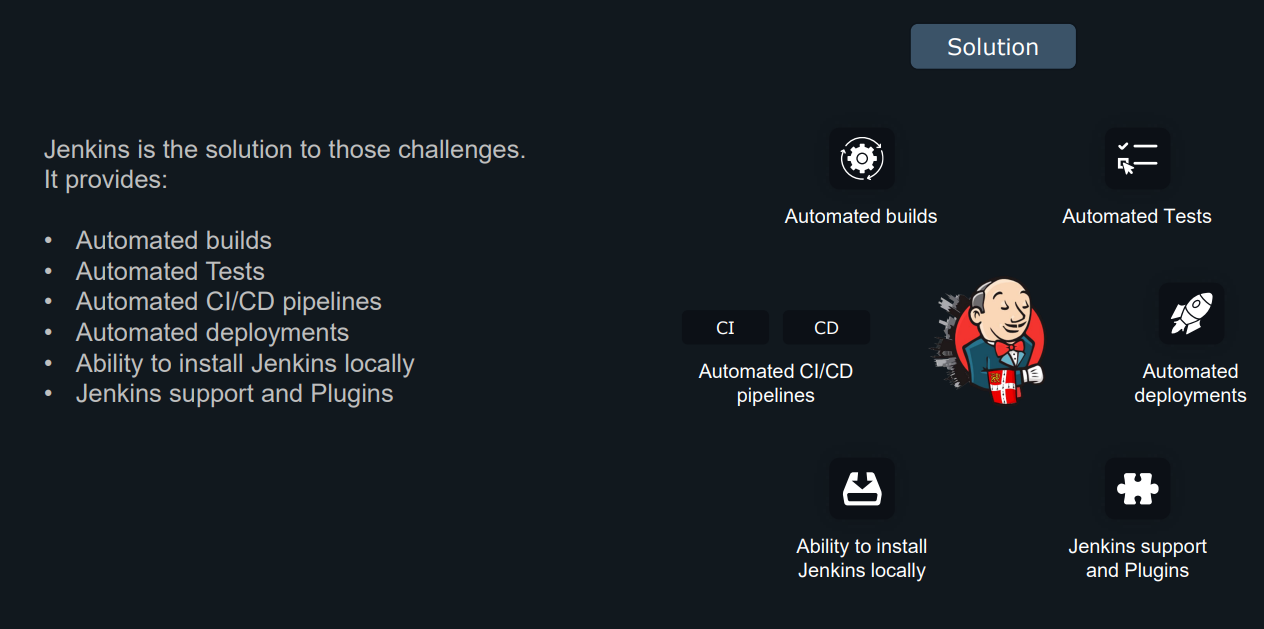 Solution
Jenkins is the solution to those challenges.
It provides:
• Automated builds
• Automated Tests
• Automated CI/CD pipelines
• Automated deployments
• Ability to install Jenkins locally
• Jenkins support and Plugins
Automated builds
Automated Tests
CI
CD
Automated CI/CD
pipelines
Automated
deployments
Ability to install
Jenkins locally
Jenkins support
and Plugins